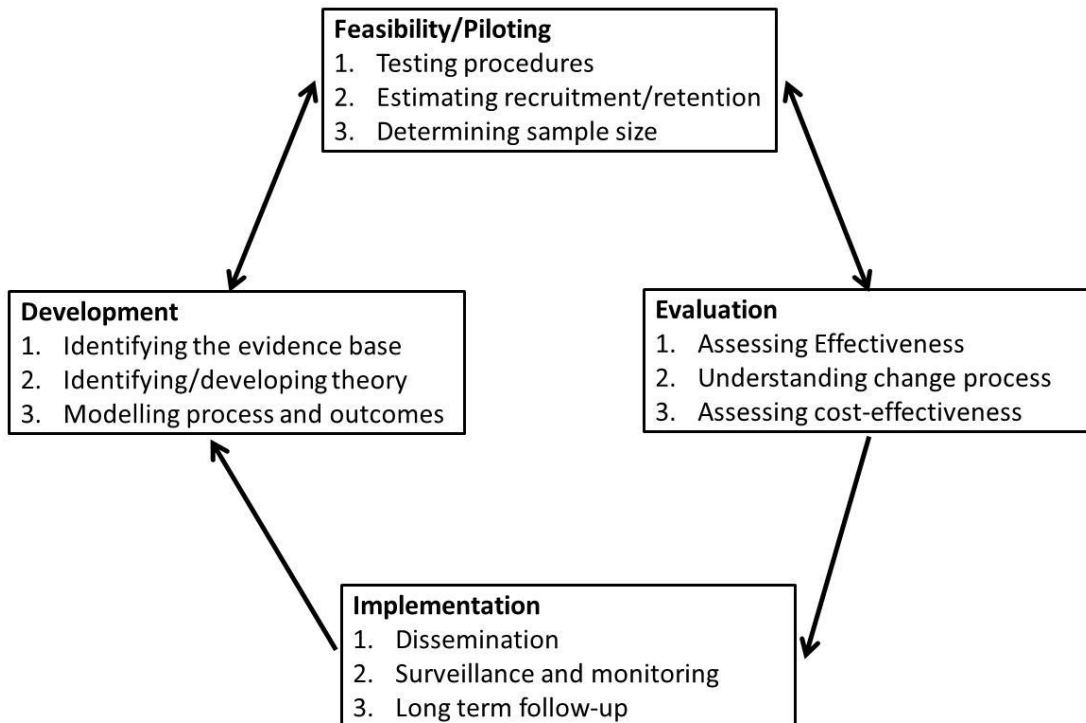 Feasibility/Piloting
1. Testing procedures
2. Estimating recruitment/retention
3. Determining sample size
Development
1. Identifying the evidence base
2. Identifying/developing theory
3. Modelling process and outcomes
Evaluation
1. Assessing Effectiveness
2. Understanding change process
3. Assessing cost-effectiveness
Implementation
1. Dissemination
2. Surveillance and monitoring
3. Long term follow-up